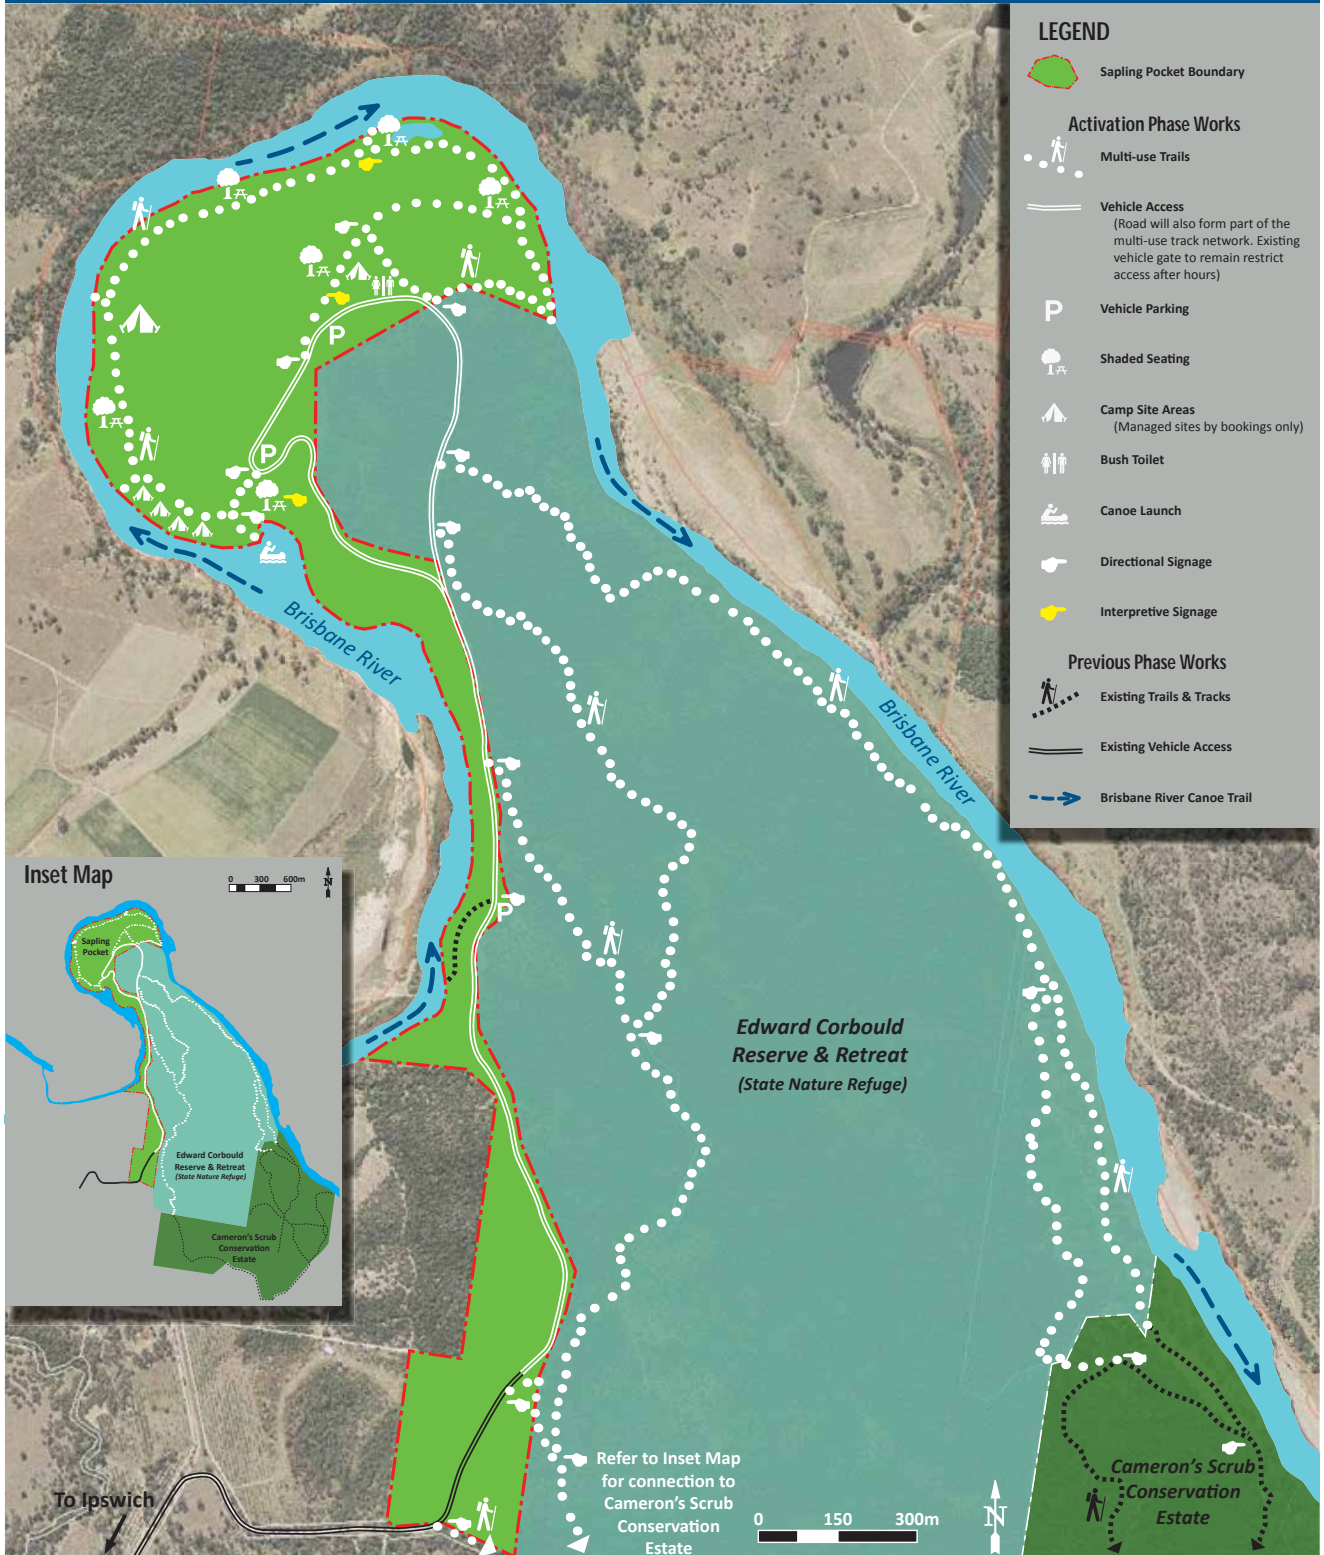 LEGEND
Sapling Pocket Boundary
Activation Phase Works
Multi-use Trails
Vehicle Access
(Road will also form part of the
multi-use track network. Existing
vehicle gate to remain restrict
access after hours)
P
Vehicle Parking
Shaded Seating
Camp Site Areas
(Managed sites by bookings only)
Bush Toilet
Canoe Launch
Directional Signage
Interpretive Signage
Previous Phase Works
Existing Trails & Tracks
Existing Vehicle Access
Brisbane River Canoe Trail
P
P
Brisbane River
Brisbane River
P
Edward Corbould
Reserve & Retreat
(State Nature Refuge)
Inset Map
0 300 600m
N
Sapling
Pocket
Edward Corbould
Reserve & Retreat
(State Nature Refuge)
Cameron's Scrub
Conservation
Estate
To Ipswich
Refer to Inset Map
for connection to
Cameron's Scrub
Conservation
Estate
0 150 300m
N
Cameron's Scrub
Conservation
Estate